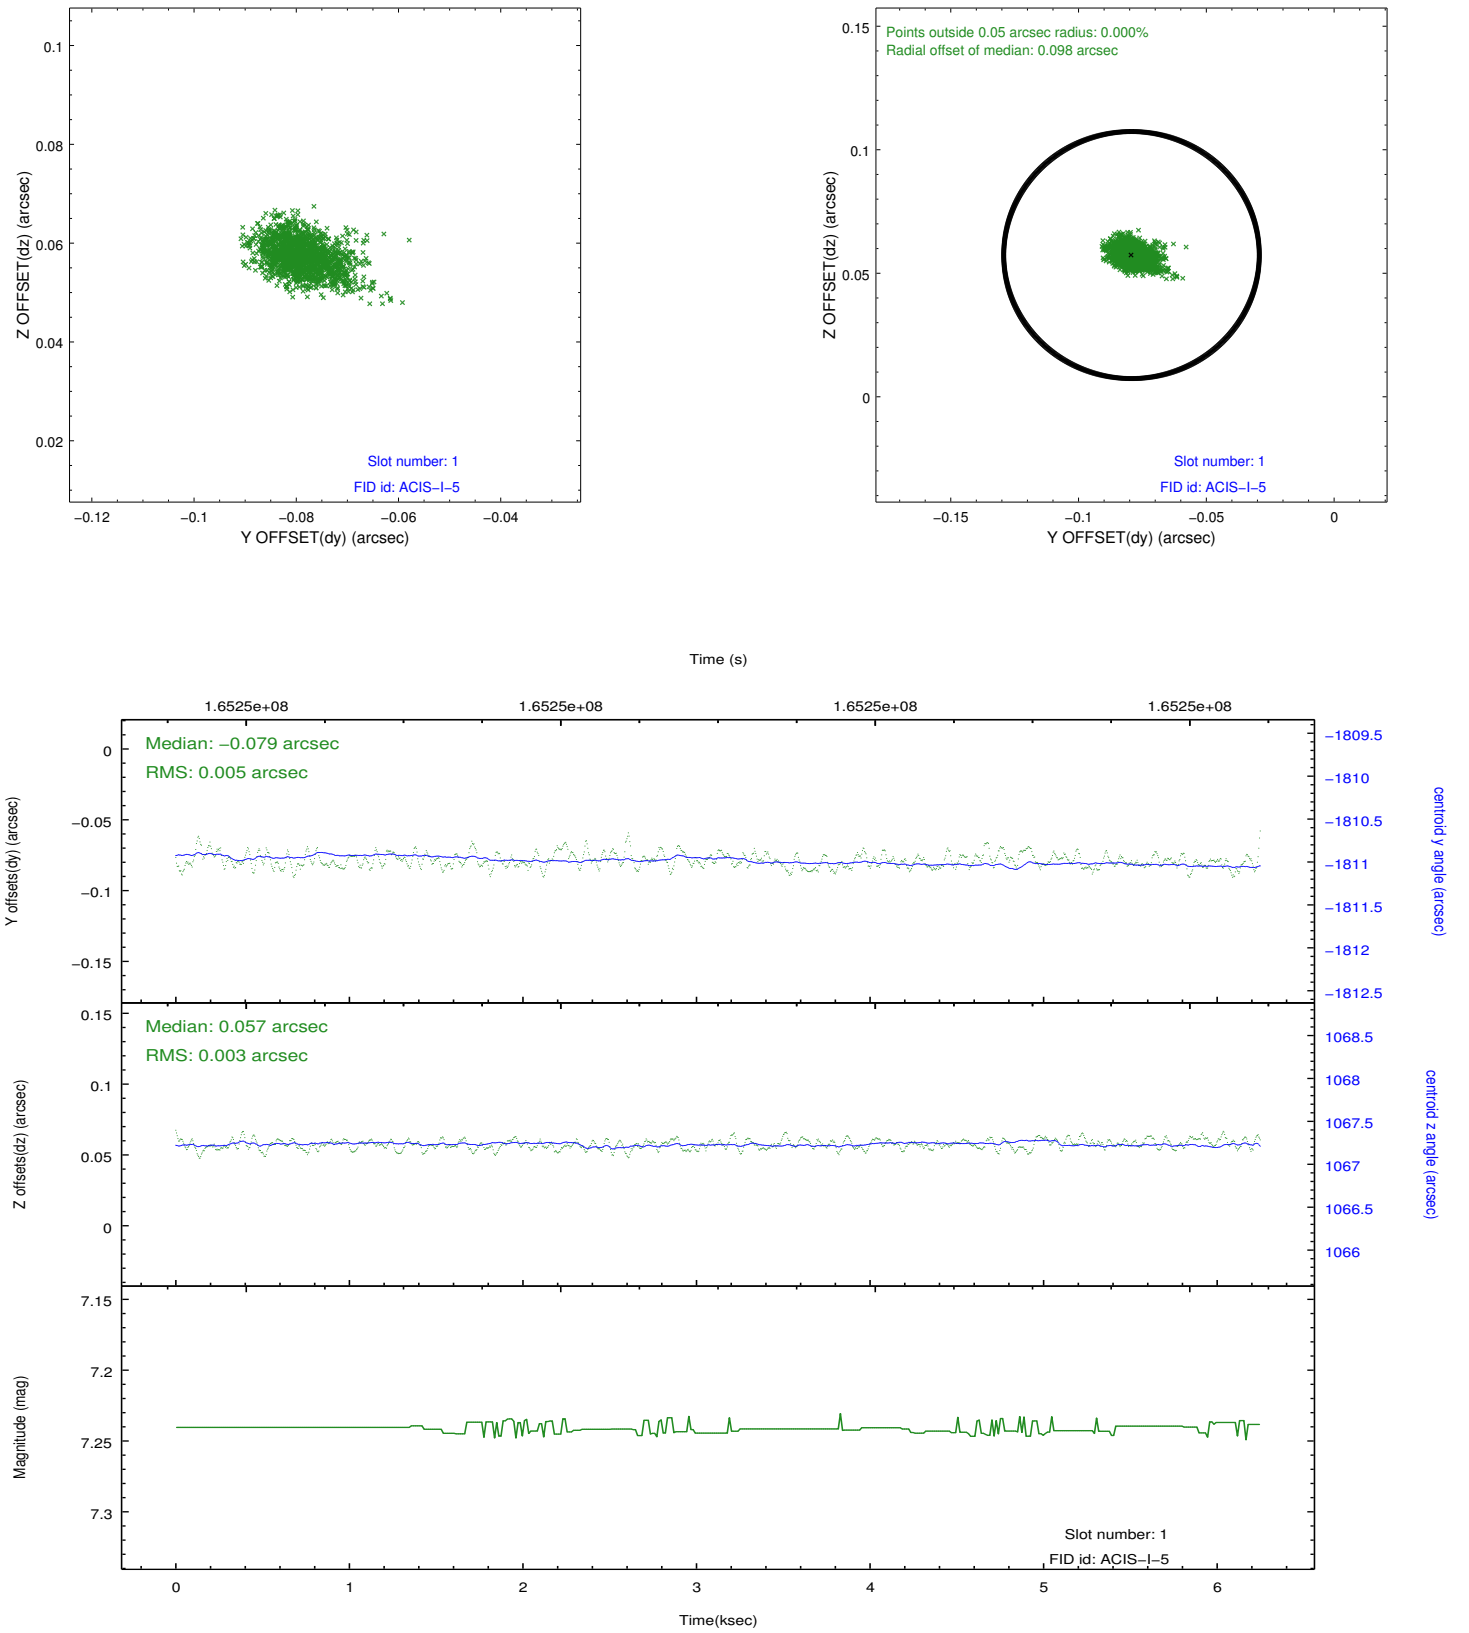 0.1
0.08
0.06
0.04
0.02
Z OFFSET(dz) (arcsec)
Slot number: 1
FID id: ACIS−I−5
−0.12 −0.1 −0.08 −0.06 −0.04
Y OFFSET(dy) (arcsec)
Points outside 0.05 arcsec radius: 0.000%
Radial offset of median: 0.098 arcsec
0.15
0.1
0.05
0
Z OFFSET(dz) (arcsec)
Slot number: 1
FID id: ACIS−I−5
−0.15 −0.1 −0.05 0
Y OFFSET(dy) (arcsec)
Time (s)
1.6525e+08 1.6525e+08 1.6525e+08 1.6525e+08
Median: −0.079 arcsec
RMS: 0.005 arcsec
0
−0.05
−0.1
−0.15
Y offsets(dy) (arcsec)
−1809.5
−1810
−1810.5
−1811
−1811.5
−1812
−1812.5
centroid y angle (arcsec)
Median: 0.057 arcsec
RMS: 0.003 arcsec
0.15
0.1
0.05
0
Z offsets(dz) (arcsec)
1068.5
1068
1067.5
1067
1066.5
1066
centroid z angle (arcsec)
7.15
7.2
7.25
7.3
Magnitude (mag)
Slot number: 1
FID id: ACIS−I−5
0 1 2 3 4 5 6
Time(ksec)